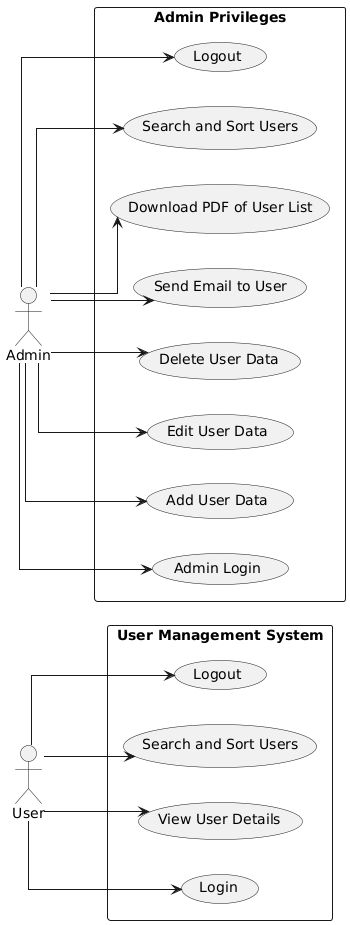 Admin Privileges
Logout
Search and Sort Users
Download PDF of User List
Send Email to User
Admin
Delete User Data
Edit User Data
Add User Data
Admin Login
User Management System
Logout
Search and Sort Users
User
View User Details
Login